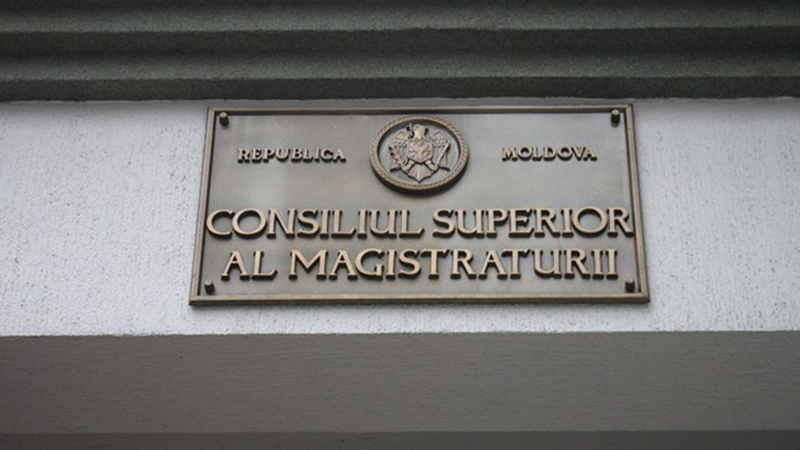 REPUBLICA MOLDOVA
CONSILIUL SUPERIOR
AL MAGISTRATURII